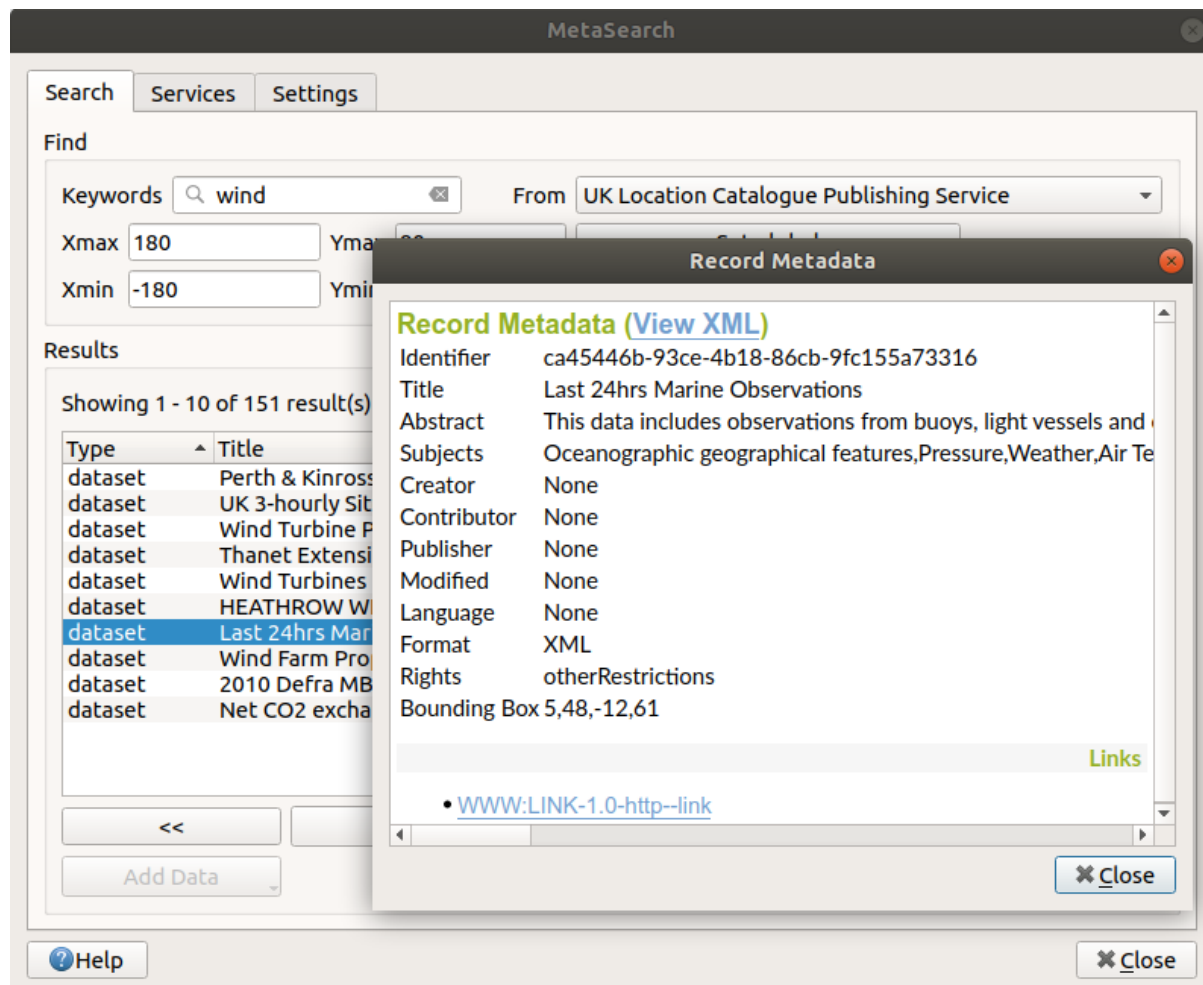 MetaSearch
Search Services Settings
Find
Keywords wind From UK Location Catalogue Publishing Service
Xmax 180
Xmin -180
Results
Showing 1 - 10 of 151 result(s)
Type Title
dataset Perth & Kinross
dataset UK 3-hourly Sit
dataset Wind Turbine P
dataset Thanet Extensi
dataset Wind Turbines
dataset HEATHROW WI
dataset Last 24hrs Mar
dataset Wind Farm Pro
dataset 2010 Defra MB
dataset Net CO2 excha
<<
Add Data
Help
Close
Record Metadata
Record Metadata (View XML)
Identifier ca45446b-93ce-4b18-86cb-9fc155a73316
Title Last 24hrs Marine Observations
Abstract This data includes observations from buoys, light vessels and
Subjects Oceanographic geographical features,Pressure,Weather,Air Te
Creator None
Contributor None
Publisher None
Modified None
Language None
Format XML
Rights otherRestrictions
Bounding Box 5,48,-12,61
Links
WWW:LINK-1.0-http--link
Close